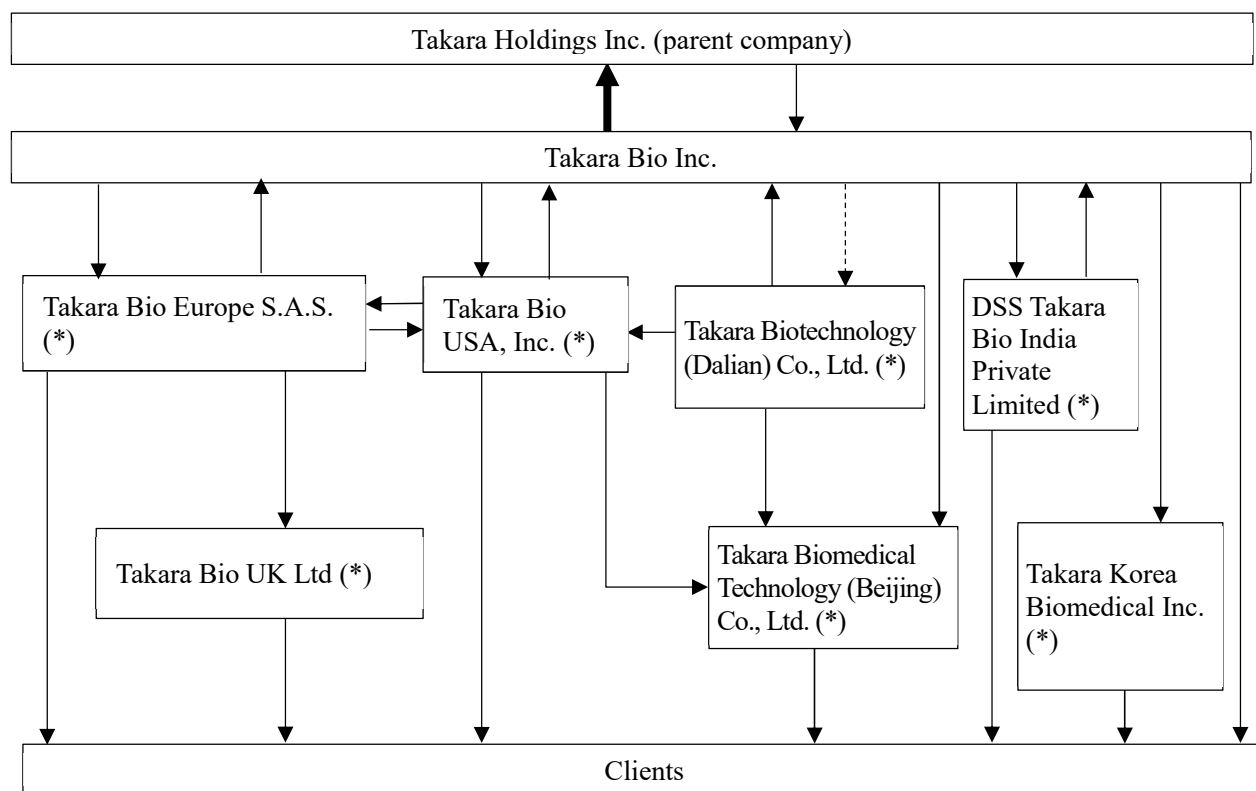 Takara Holdings Inc. (parent company)
Takara Bio Inc.
Takara Bio Europe S.A.S.
(*)
Takara Bio
USA, Inc. (*)
Takara Biotechnology
(Dalian) Co., Ltd. (*)
DSS Takara
Bio India
Private
Limited (*)
Takara Bio UK Ltd (*)
Takara Biomedical
Technology (Beijing)
Co., Ltd. (*)
Takara Korea
Biomedical Inc.
(*)
Clients